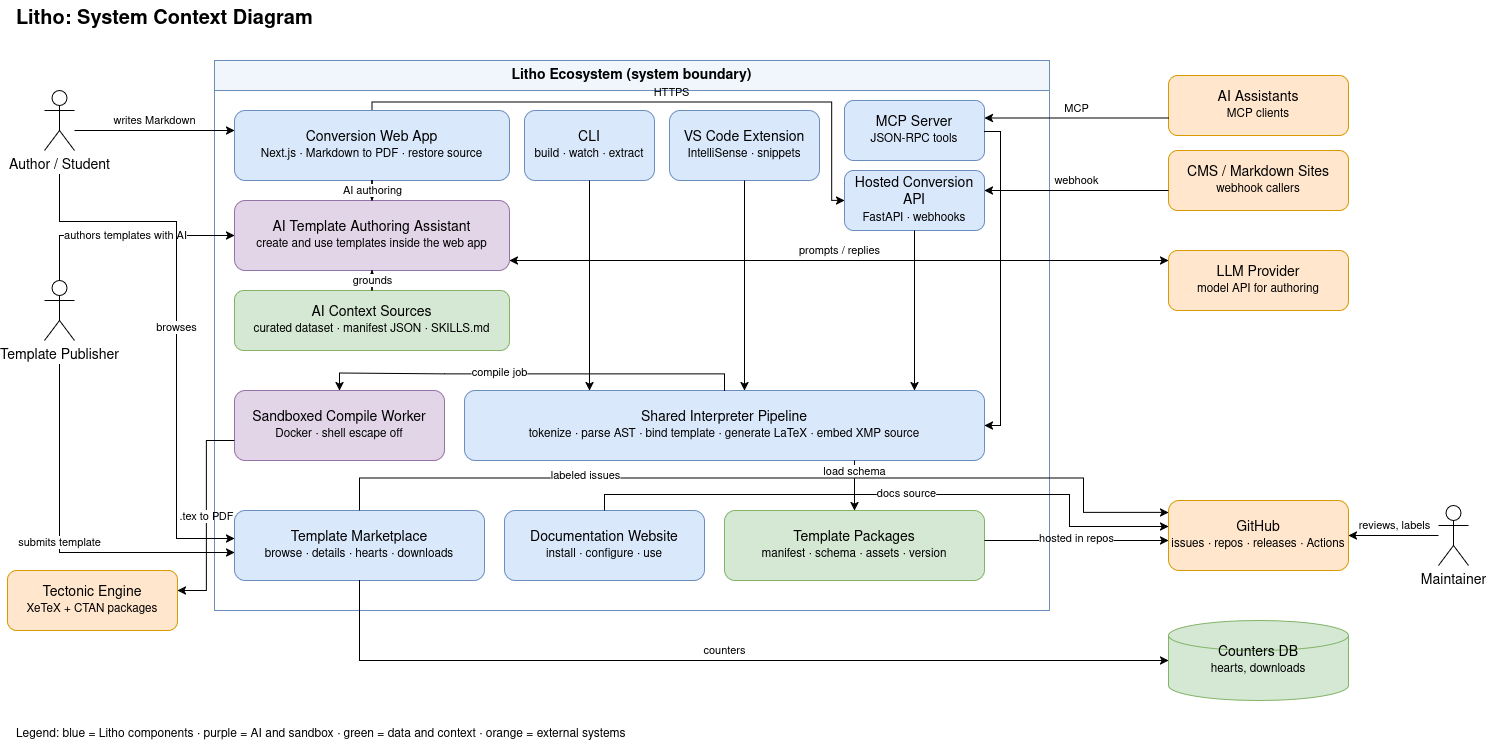 Litho: System Context Diagram
Litho Ecosystem (system boundary)
HTTPS
Conversion Web App
Next.js · Markdown to PDF · restore source
CLI
build · watch · extract
VS Code Extension
IntelliSense · snippets
MCP Server
JSON-RPC tools
MCP
AI Assistants
MCP clients
writes Markdown
Author / Student
AI authoring
Hosted Conversion
API
FastAPI · webhooks
webhook
CMS / Markdown Sites
webhook callers
authors templates with AI
AI Template Authoring Assistant
create and use templates inside the web app
prompts / replies
LLM Provider
model API for authoring
grounds
AI Context Sources
curated dataset · manifest JSON · SKILLS.md
browses
Template Publisher
compile job
Sandboxed Compile Worker
Docker · shell escape off
Shared Interpreter Pipeline
tokenize · parse AST · bind template · generate LaTeX · embed XMP source
labeled issues
load schema
docs source
.tex to PDF
submits template
Template Marketplace
browse · details · hearts · downloads
Documentation Website
install · configure · use
Template Packages
manifest · schema · assets · version
hosted in repos
GitHub
issues · repos · releases · Actions
reviews, labels
Maintainer
Tectonic Engine
XeTeX + CTAN packages
counters
Counters DB
hearts, downloads
Legend: blue = Litho components · purple = AI and sandbox · green = data and context · orange = external systems